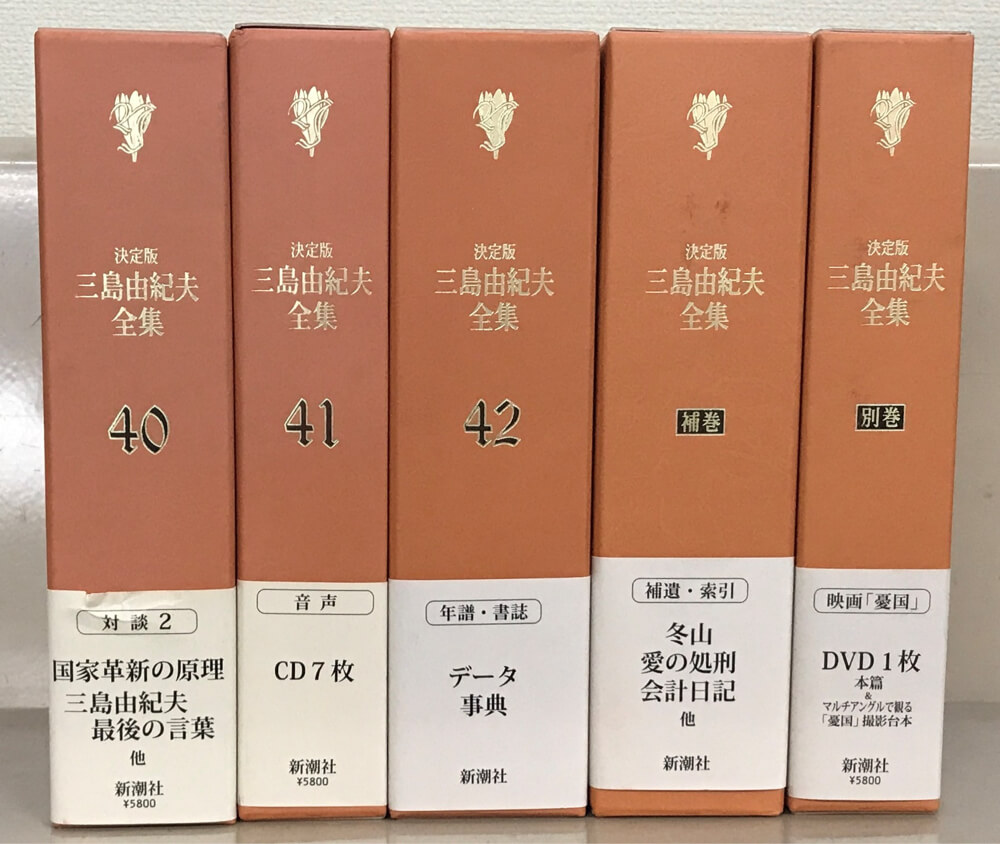 決定版
三島由紀夫
全集
40
対談2
国家革新の原理
三島由紀夫
最後の言葉
他
新潮社
¥5800
決定版
三島由紀夫
全集
41
音声
CD7枚
新潮社
¥5800
決定版
三島由紀夫
全集
42
年譜・書誌
データ
事典
新潮社
決定版
三島由紀夫
全集
補巻
補遺・索引
冬山
愛の処刑
会計日記
他
新潮社
決定版
三島由紀夫
全集
別巻
映画「憂国」
DVD1枚
本篇
&
マルチアングルで観る
「憂国」撮影台本
新潮社
¥5800